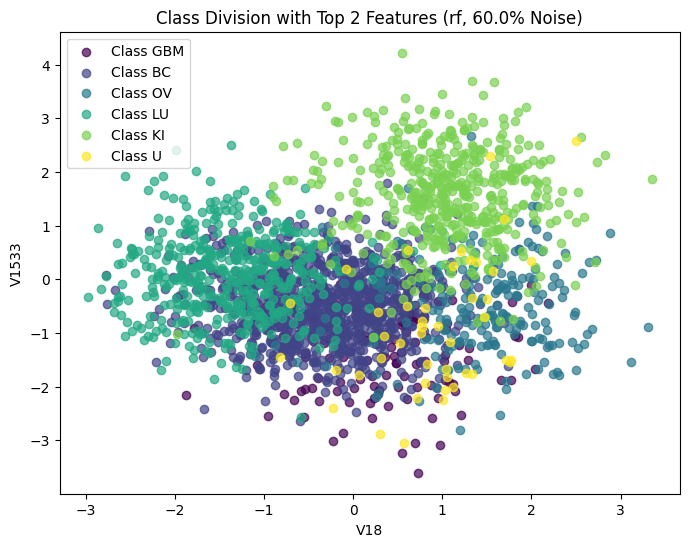 Class Division with Top 2 Features (rf, 60.0% Noise)
Class GBM
Class BC
Class OV
Class LU
Class KI
Class U
4
3
2
1
0
−1
−2
−3
V1533
−3
−2
−1
0
1
2
3
V18